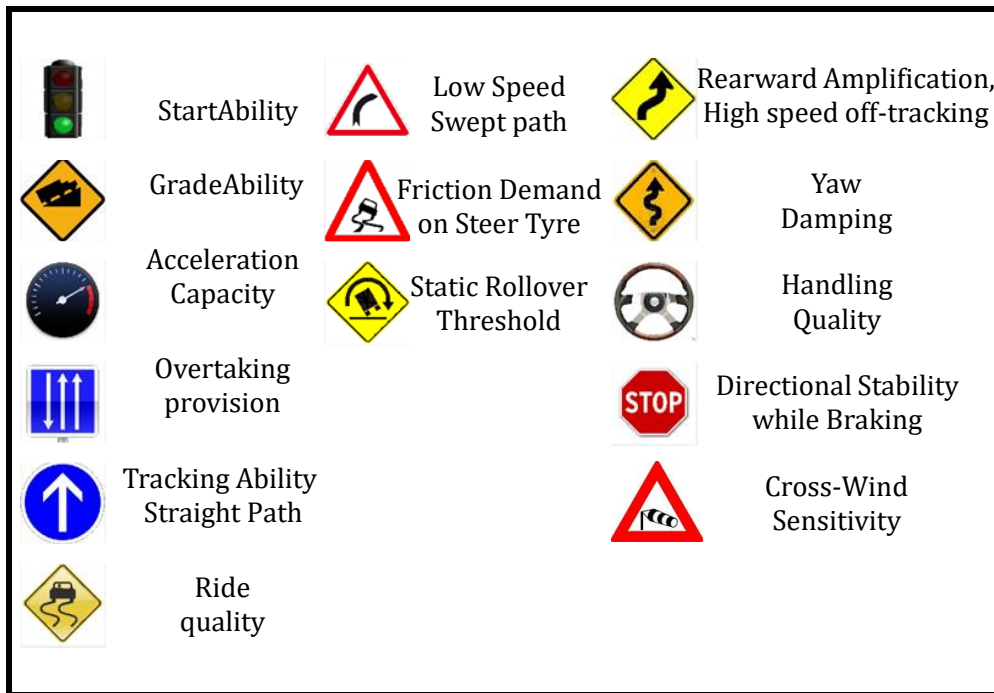 StartAbility
GradeAbility
Acceleration
Capacity
Overtaking
provision
Tracking Ability
Straight Path
Ride
quality
Low Speed
Swept path
Friction Demand
on Steer Tyre
Static Rollover
Threshold
Rearward Amplification,
High speed off-tracking
Yaw
Damping
Handling
Quality
STOP
Directional Stability
while Braking
Cross-Wind
Sensitivity